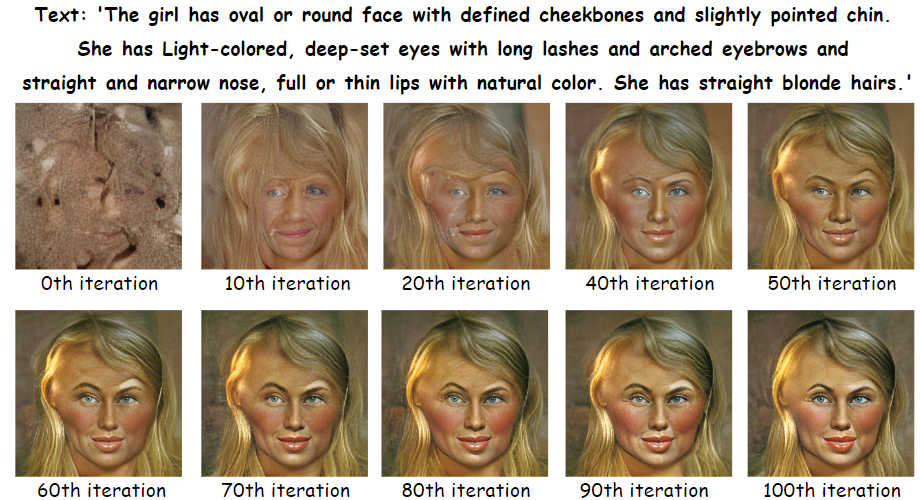 Text: 'The girl has oval or round face with defined cheekbones and slightly pointed chin.
She has Light-colored, deep-set eyes with long lashes and arched eyebrows and
straight and narrow nose, full or thin lips with natural color. She has straight blonde hairs.'
0th iteration
10th iteration
20th iteration
40th iteration
50th iteration
60th iteration
70th iteration
80th iteration
90th iteration
100th iteration